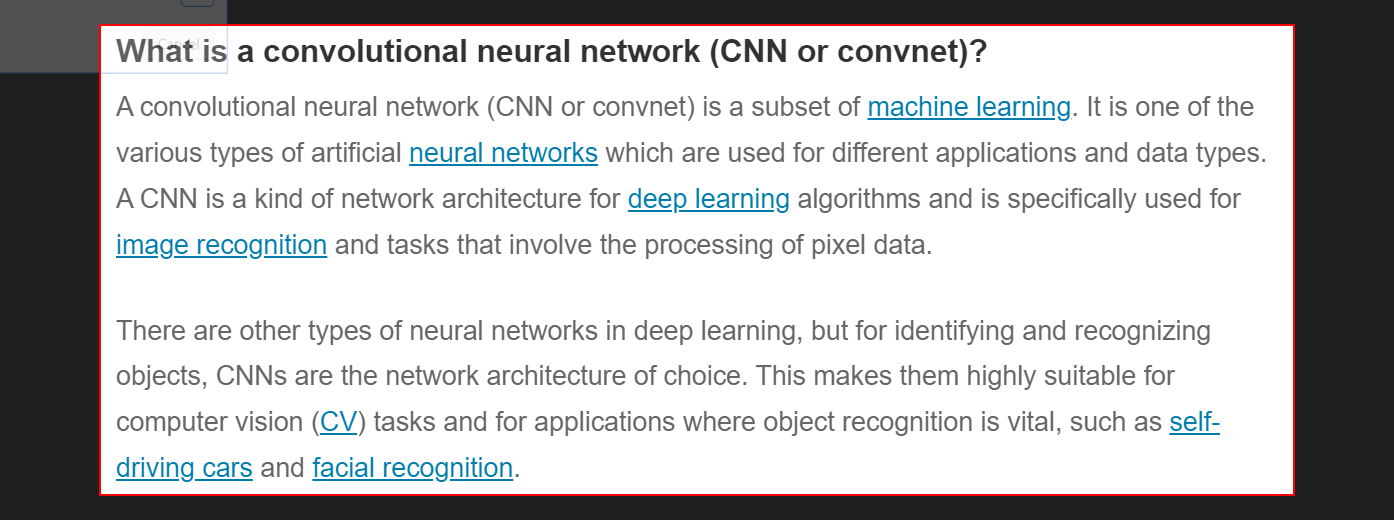 What is a convolutional neural network (CNN or convnet)?
A convolutional neural network (CNN or convnet) is a subset of machine learning. It is one of the
various types of artificial neural networks which are used for different applications and data types.
A CNN is a kind of network architecture for deep learning algorithms and is specifically used for
image recognition and tasks that involve the processing of pixel data.
There are other types of neural networks in deep learning, but for identifying and recognizing
objects, CNNs are the network architecture of choice. This makes them highly suitable for
computer vision (CV) tasks and for applications where object recognition is vital, such as self-
driving cars and facial recognition.